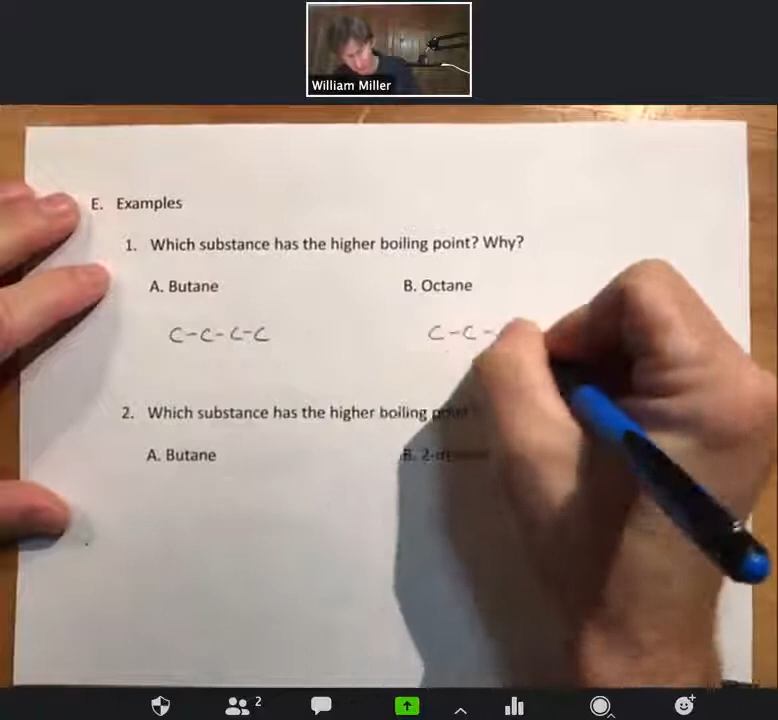 William Miller
E. Examples
1. Which substance has the higher boiling point? Why?
A. Butane B. Octane
C-C-C-C C-C-
2. Which substance has the higher boiling point
A. Butane B.
2